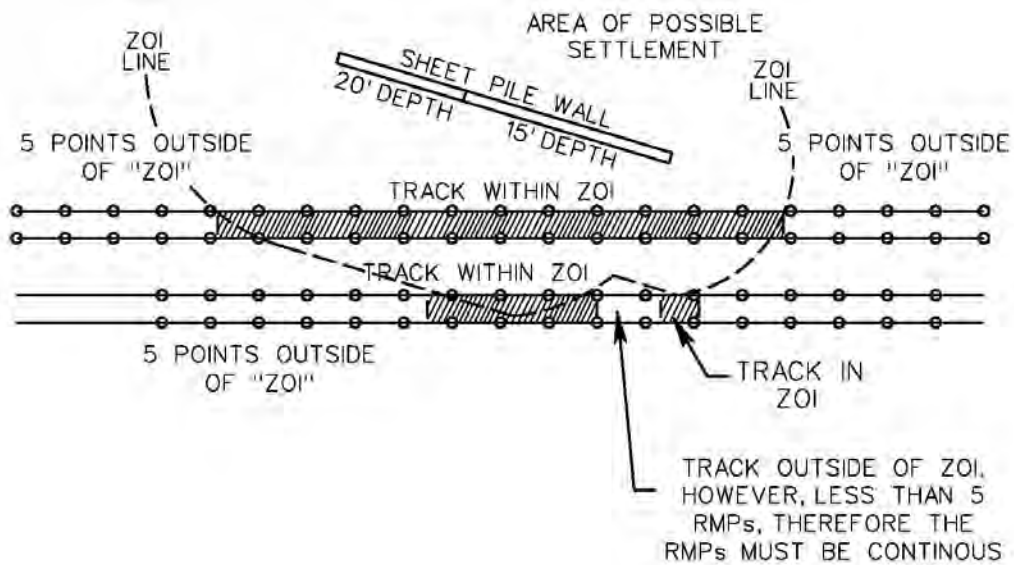 AREA OF POSSIBLE
SETTLEMENT
ZOI
LINE
SHEET PILE WALL
20' DEPTH
15' DEPTH
ZOI
LINE
5 POINTS OUTSIDE
OF "ZOI"
5 POINTS OUTSIDE
OF "ZOI"
TRACK WITHIN ZOI
TRACK WITHIN ZOI
5 POINTS OUTSIDE
OF "ZOI"
TRACK IN
ZOI
TRACK OUTSIDE OF ZOI.
HOWEVER, LESS THAN 5
RMPs, THEREFORE THE
RMPs MUST BE CONTINOUS